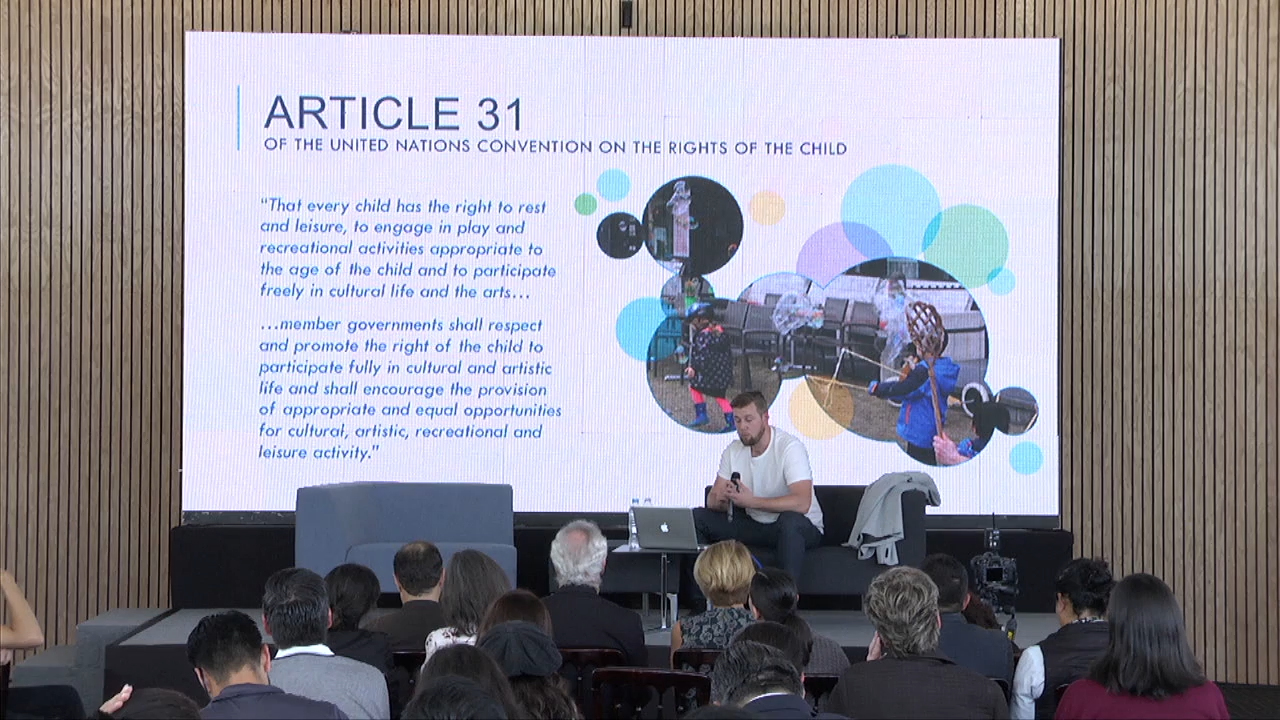 ARTICLE 31
OF THE UNITED NATIONS CONVENTION ON THE RIGHTS OF THE CHILD
“That every child has the right to rest
and leisure, to engage in play and
recreational activities appropriate to
the age of the child and to participate
freely in cultural life and the arts…
…member governments shall respect
and promote the right of the child to
participate fully in cultural and artistic
life and shall encourage the provision
of appropriate and equal opportunities
for cultural, artistic, recreational and
leisure activity.”